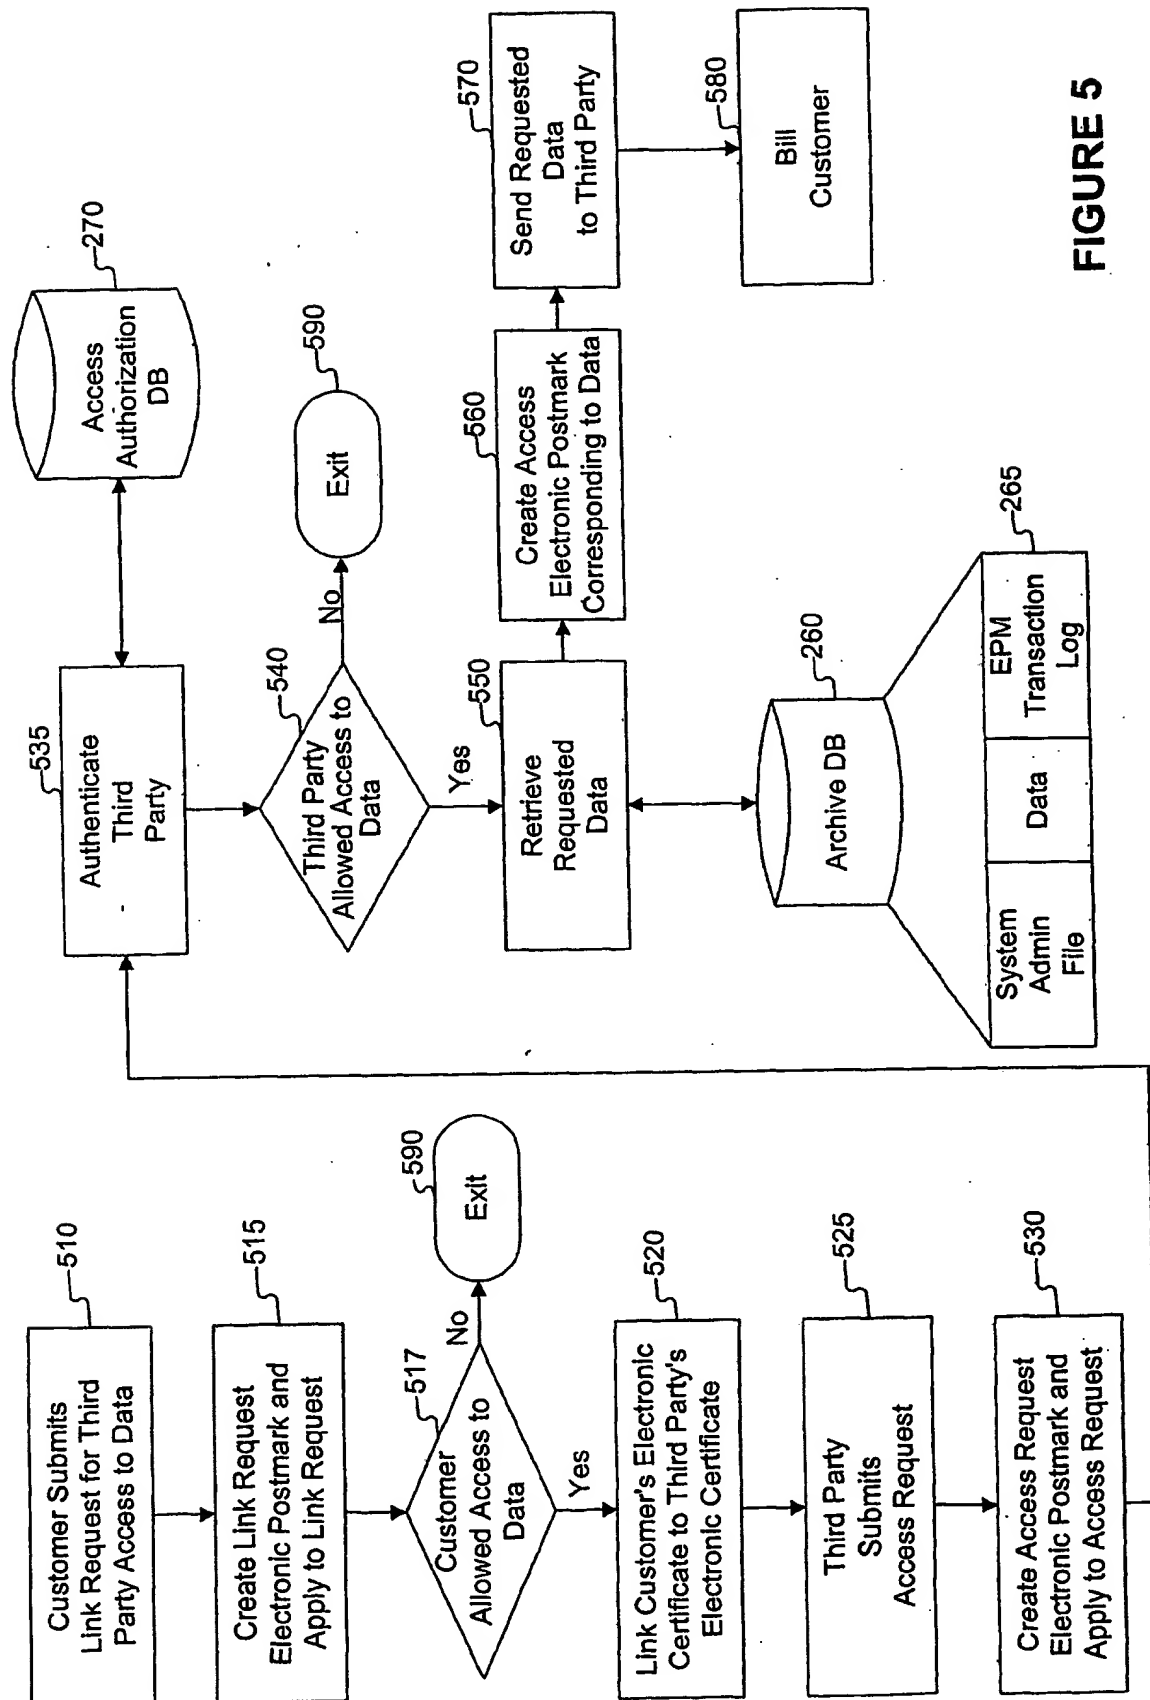 510
Customer Submits
Link Request for Third
Party Access to Data
515
Create Link Request
Electronic Postmark and
Apply to Link Request
517
Customer
Allowed Access to
Data
No
590
Exit
Yes
520
Link Customer's Electronic
Certificate to Third Party's
Electronic Certificate
525
Third Party
Submits
Access Request
530
Create Access Request
Electronic Postmark and
Apply to Access Request
535
Authenticate
Third
Party
270
Access
Authorization
DB
540
Third Party
Allowed Access to
Data
No
590
Exit
Yes
550
Retrieve
Requested
Data
560
Create Access
Electronic Postmark
Corresponding to Data
570
Send Requested
Data
to Third Party
580
Bill
Customer
260
Archive DB
265
System
Admin
File
Data
EPM
Transaction
Log
FIGURE 5